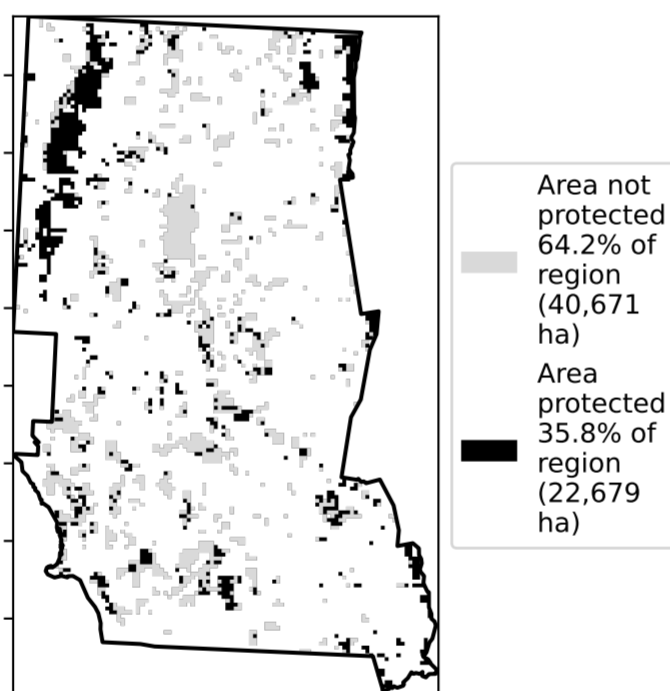 Area not
protected
64.2% of
region
(40,671
ha)
Area
protected
35.8% of
region
(22,679
ha)